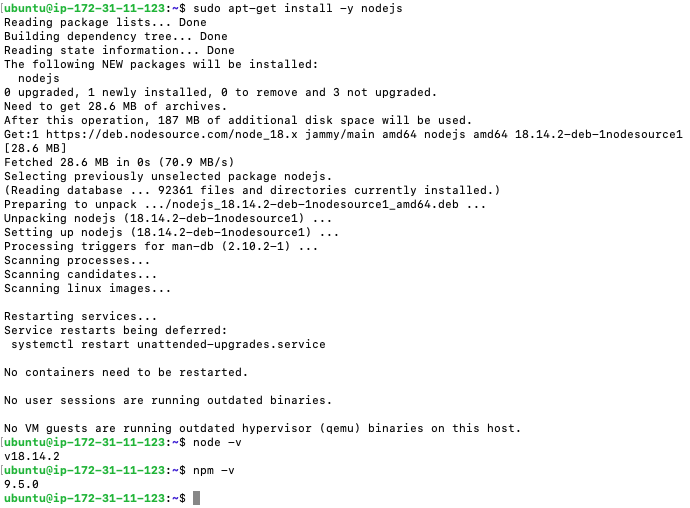 [ubuntu@ip-172-31-11-123:~$ sudo apt-get install -y nodejs
Reading package lists... Done
Building dependency tree... Done
Reading state information... Done
The following NEW packages will be installed:
  nodejs
0 upgraded, 1 newly installed, 0 to remove and 3 not upgraded.
Need to get 28.6 MB of archives.
After this operation, 187 MB of additional disk space will be used.
Get:1 https://deb.nodesource.com/node_18.x jammy/main amd64 nodejs amd64 18.14.2-deb-1nodesource1
[28.6 MB]
Fetched 28.6 MB in 0s (70.9 MB/s)
Selecting previously unselected package nodejs.
(Reading database ... 92361 files and directories currently installed.)
Preparing to unpack .../nodejs_18.14.2-deb-1nodesource1_amd64.deb ...
Unpacking nodejs (18.14.2-deb-1nodesource1) ...
Setting up nodejs (18.14.2-deb-1nodesource1) ...
Processing triggers for man-db (2.10.2-1) ...
Scanning processes...
Scanning candidates...
Scanning linux images...

Restarting services...
Service restarts being deferred:
 systemctl restart unattended-upgrades.service

No containers need to be restarted.

No user sessions are running outdated binaries.

No VM guests are running outdated hypervisor (qemu) binaries on this host.
[ubuntu@ip-172-31-11-123:~$ node -v
v18.14.2
[ubuntu@ip-172-31-11-123:~$ npm -v
9.5.0
ubuntu@ip-172-31-11-123:~$